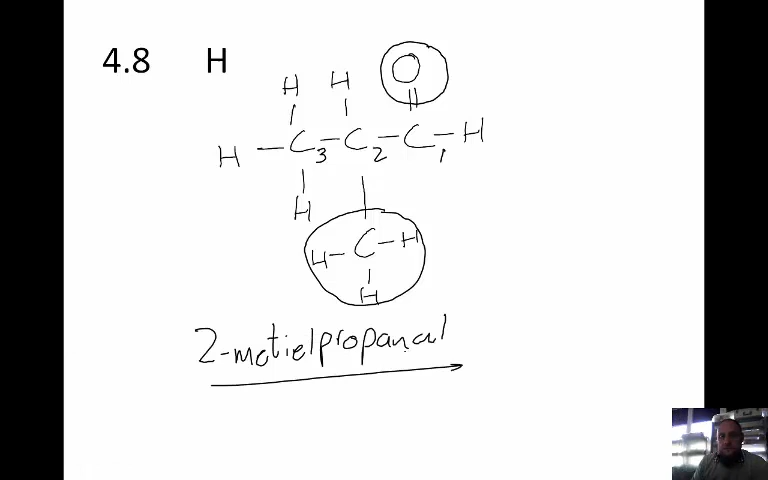 4.8 H
H H O
H - C3 - C2 - C1 - H
H
H - C - H
H
2-metielpropanal